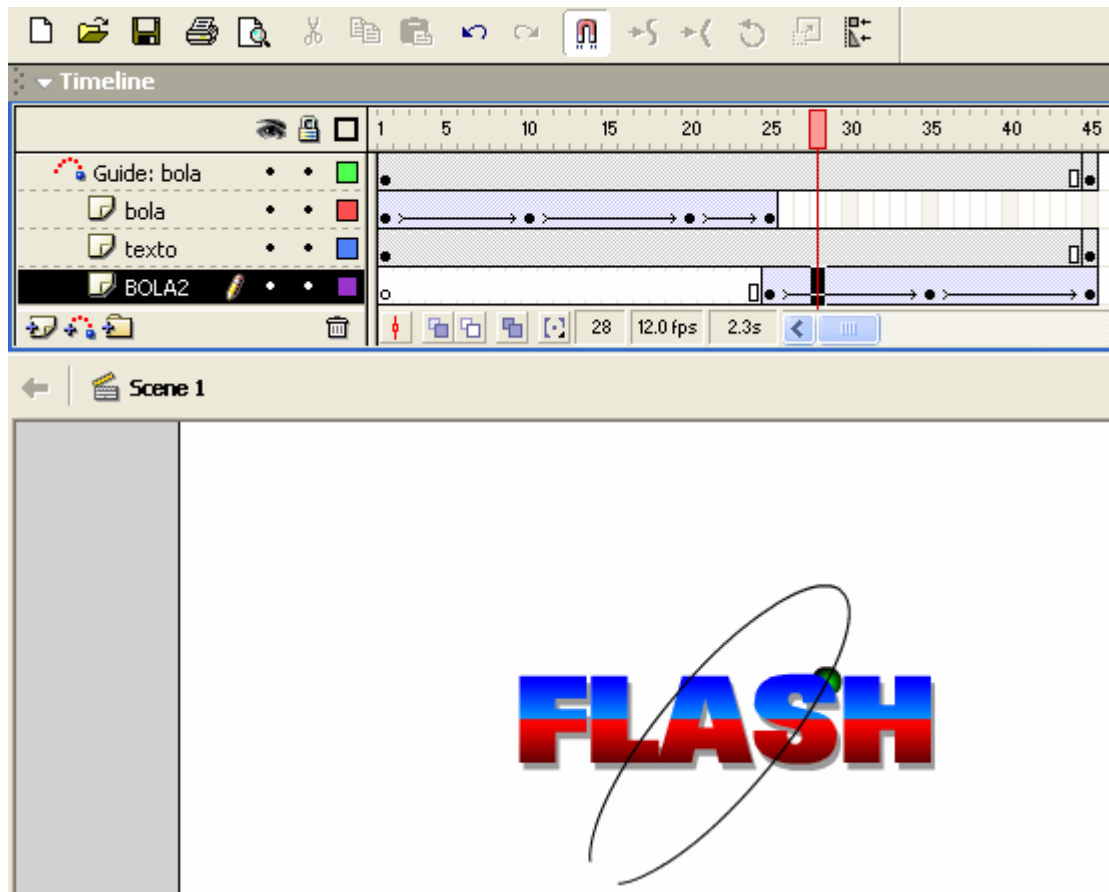 Timeline
1 5 10 15 20 25 30 35 40 45
Guide: bola
bola
texto
BOLA2
28 12.0 fps 2.3s
Scene 1
FLASH